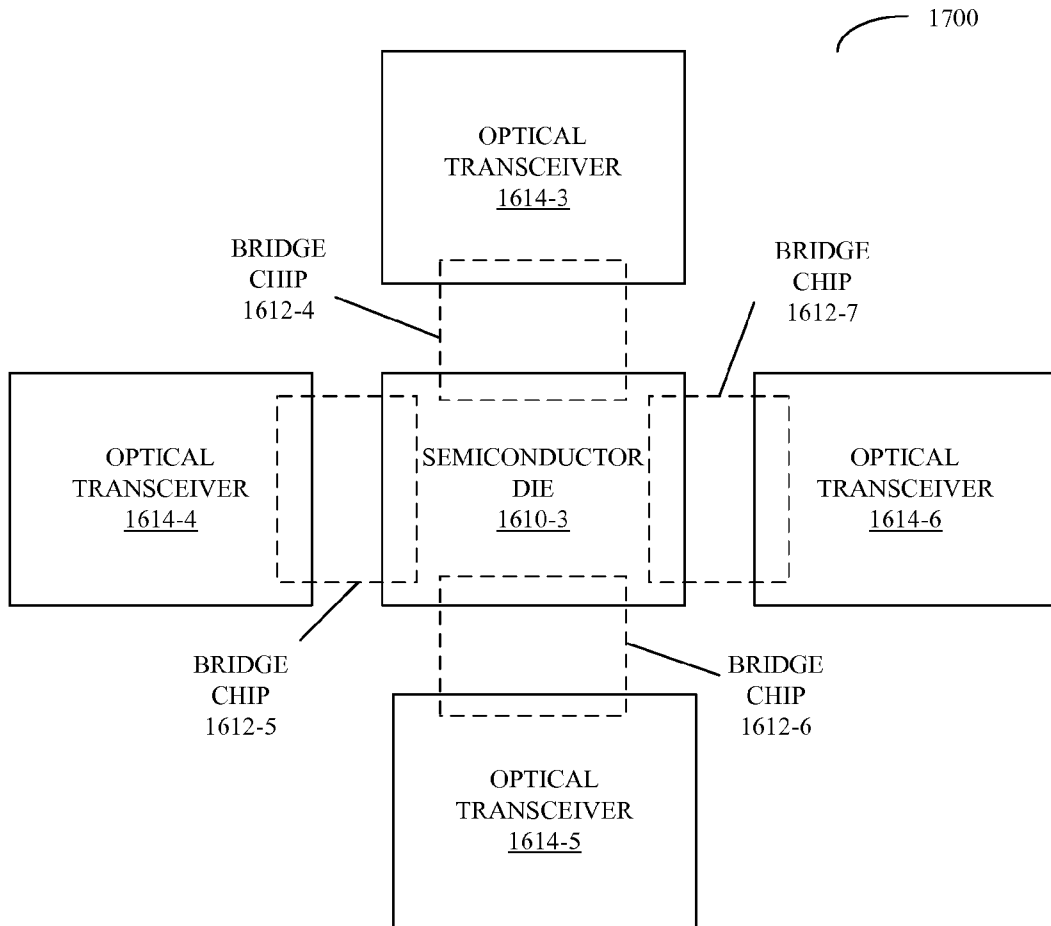 1700
OPTICAL
TRANSCEIVER
1614-3
BRIDGE
CHIP
1612-4
BRIDGE
CHIP
1612-7
OPTICAL
TRANSCEIVER
1614-4
SEMICONDUCTOR
DIE
1610-3
OPTICAL
TRANSCEIVER
1614-6
BRIDGE
CHIP
1612-5
BRIDGE
CHIP
1612-6
OPTICAL
TRANSCEIVER
1614-5